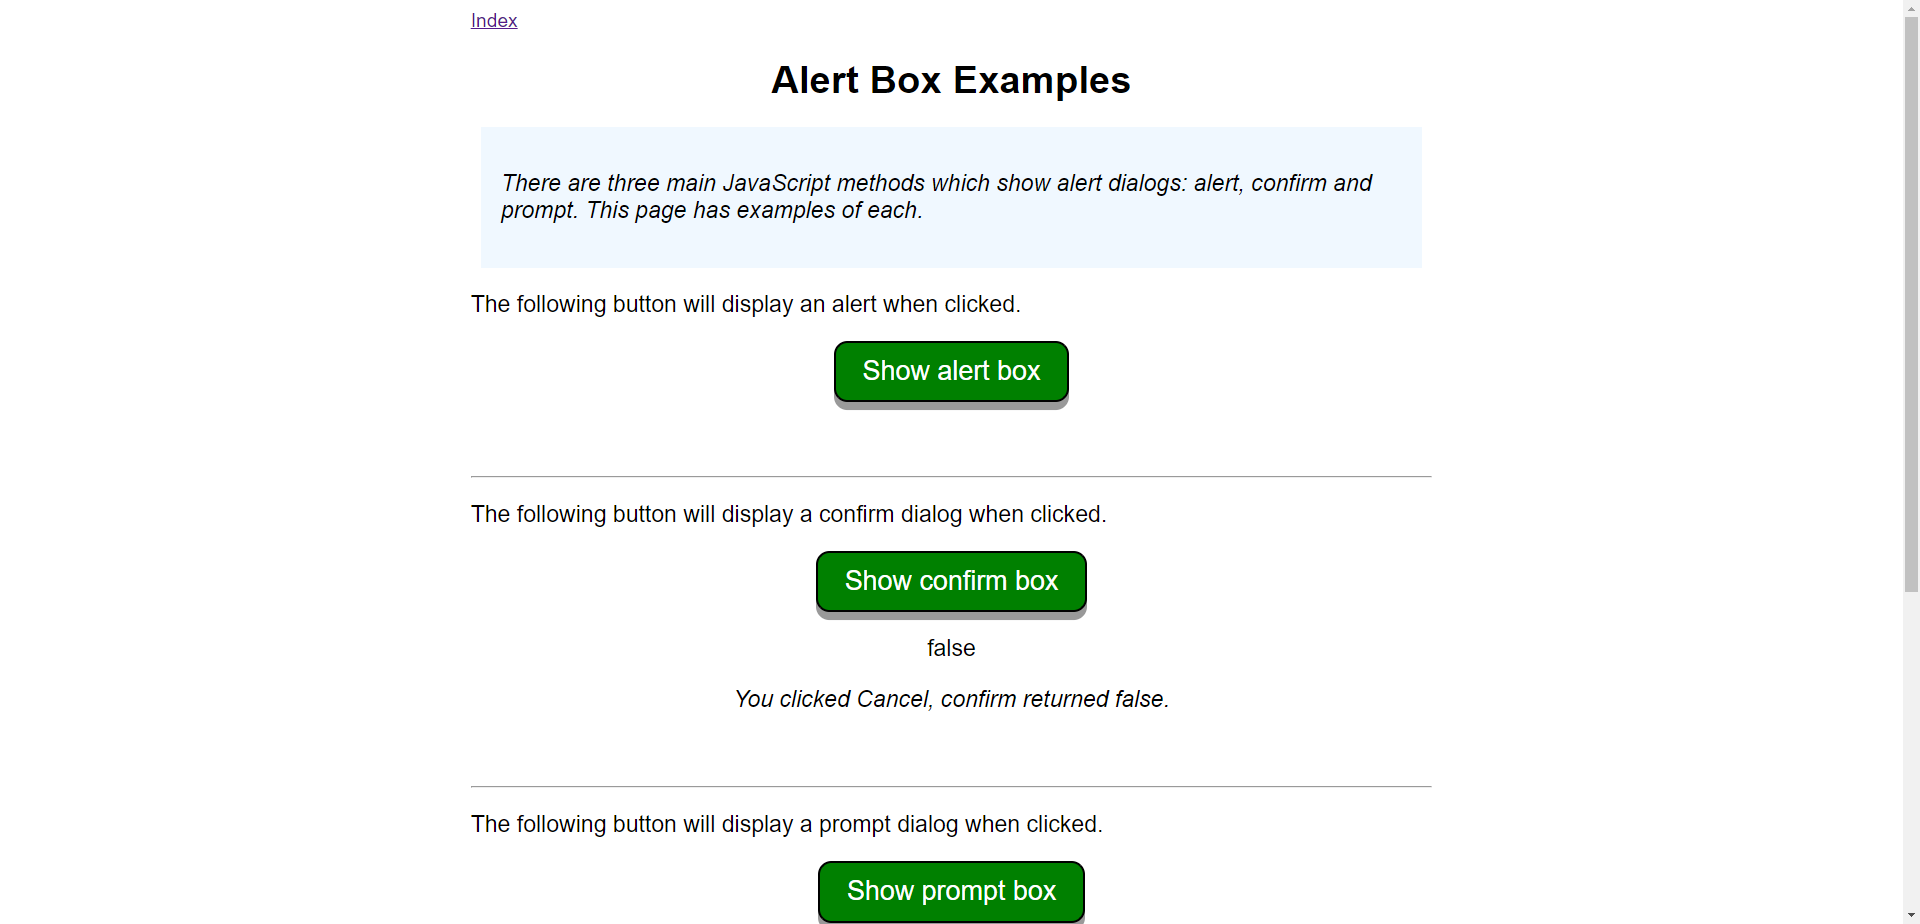 Index
Alert Box Examples
There are three main JavaScript methods which show alert dialogs: alert, confirm and
prompt. This page has examples of each.
The following button will display an alert when clicked.
Show alert box
The following button will display a confirm dialog when clicked.
Show confirm box
false
You clicked Cancel, confirm returned false.
The following button will display a prompt dialog when clicked.
Show prompt box